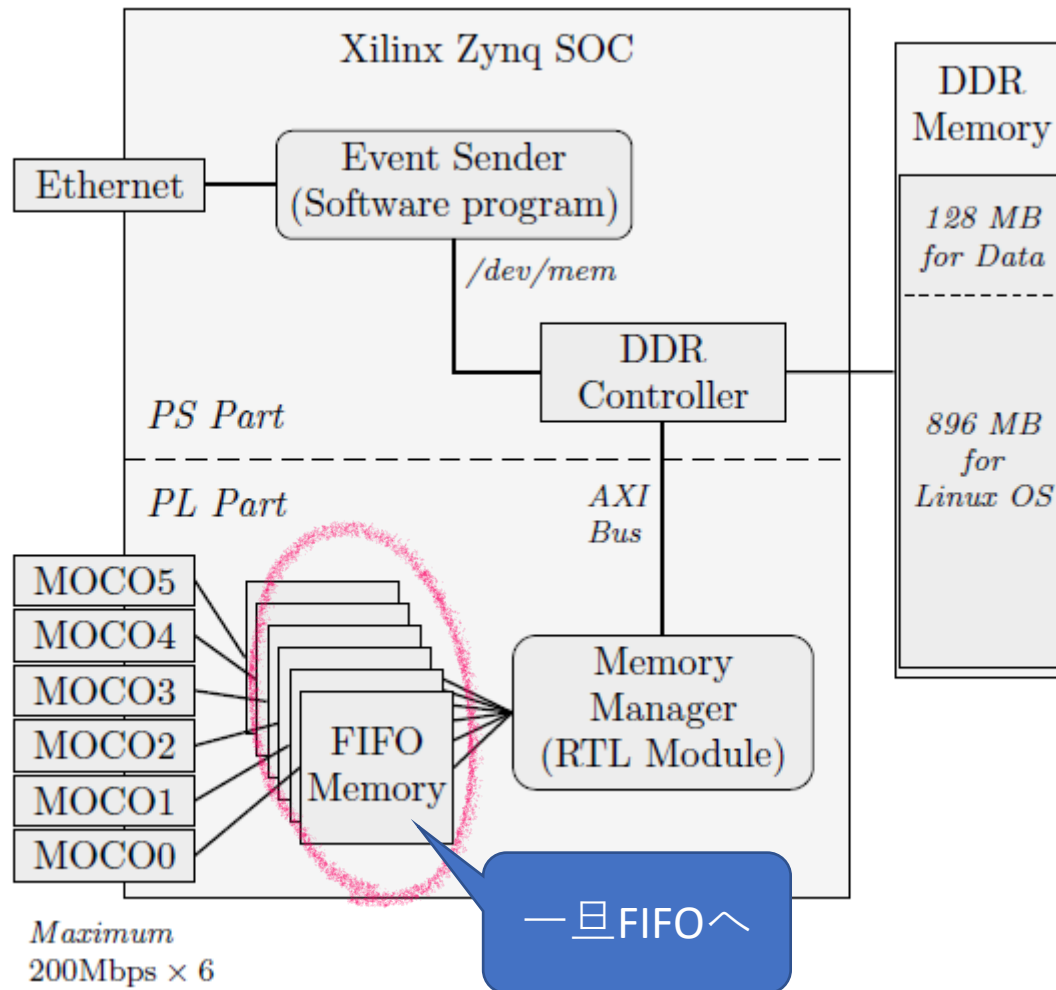 Xilinx Zynq SOC
Ethernet
Event Sender
(Software program)
/dev/mem
DDR
Controller
PS Part
DDR
Memory
128 MB
for Data
896 MB
for
Linux OS
PL Part
AXI
Bus
MOCO5
MOCO4
MOCO3
MOCO2
MOCO1
MOCO0
FIFO
Memory
Memory
Manager
(RTL Module)
一旦FIFOへ
Maximum
200Mbps × 6